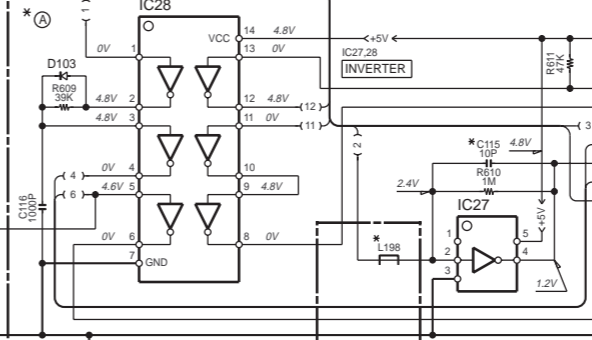 IC28
* A
1
0V
1
VCC
14
4.8V
+5V
13
0V
IC27,28
INVERTER
D103
R609
39K
4.8V
2
12
4.8V
12
4.8V
3
11
0V
11
R611
47K
3
2
*C115
10P
4.8V
R610
1M
4
0V
4
10
6
4.6V
5
9
4.8V
2.4V
C116
1000P
IC27
0V
6
8
0V
7
GND
*
L198
1
5
+5V
2
4
3
1.2V